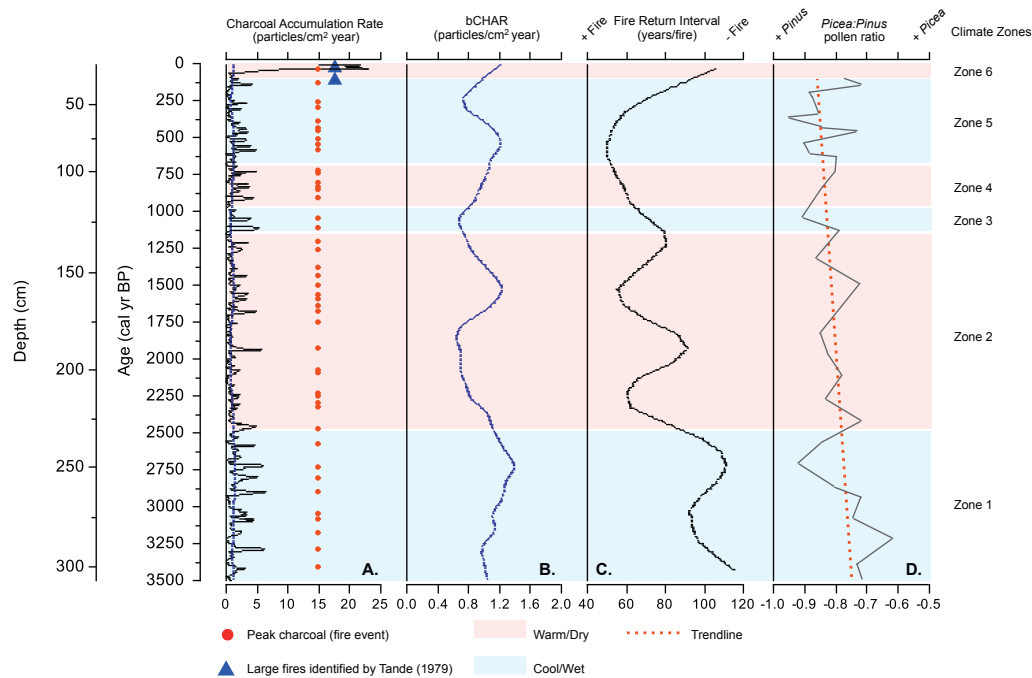 Charcoal Accumulation Rate
(particles/cm² year)
bCHAR
(particles/cm² year)
Fire Return Interval
(years/fire)
+ Fire
- Fire
Picea:Pinus
pollen ratio
+ Pinus
+ Picea
Climate Zones
Depth (cm)
50
100
150
200
250
300
Age (cal yr BP)
0
250
500
750
1000
1250
1500
1750
2000
2250
2500
2750
3000
3250
3500
Zone 6
Zone 5
Zone 4
Zone 3
Zone 2
Zone 1
A.
B.
C.
D.
0 5 10 15 20 25
0.0 0.4 0.8 1.2 1.6 2.0
40 60 80 100 120
-1.0 -0.9 -0.8 -0.7 -0.6 -0.5
Peak charcoal (fire event)
Warm/Dry
Trendline
Large fires identified by Tande (1979)
Cool/Wet